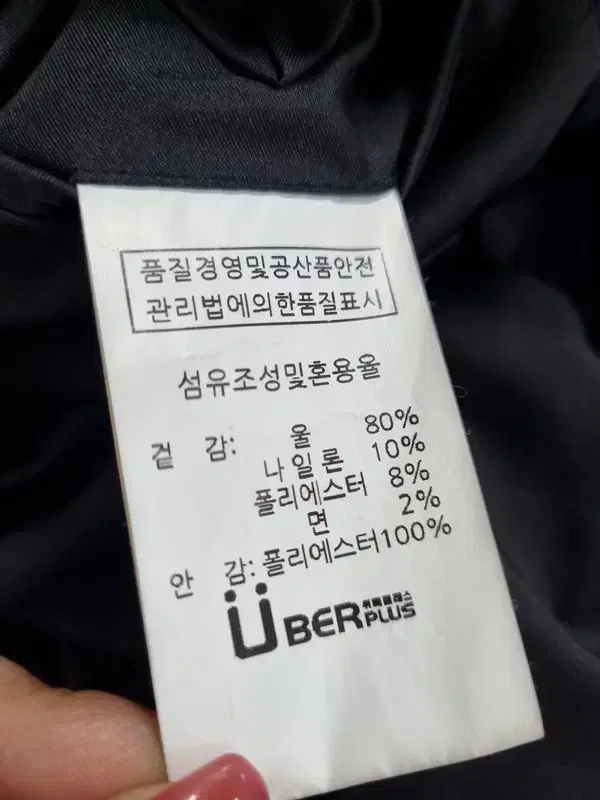 품질경영및공산품안전
관리법에의한품질표시
섬유조성및혼용율
겉 감: 울 80%
나일론 10%
폴리에스터 8%
면 2%
안 감: 폴리에스터100%
ÜBERPLUS